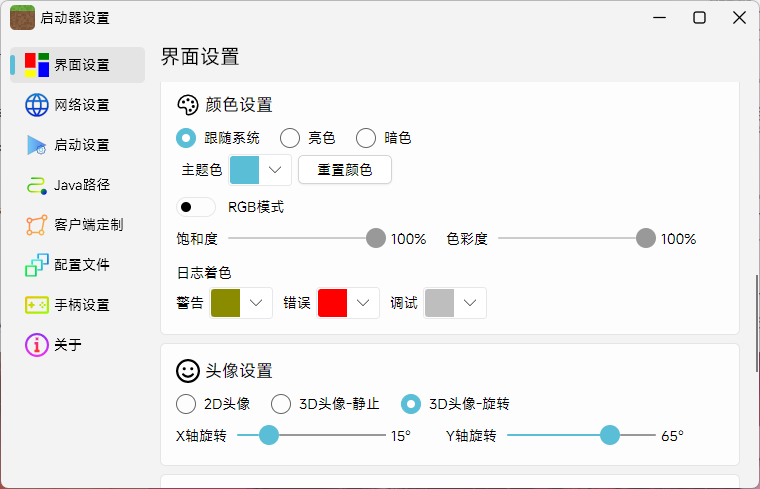 启动器设置
界面设置
网络设置
启动设置
Java路径
客户端定制
配置文件
手柄设置
关于
界面设置
颜色设置
跟随系统 亮色 暗色
主题色 重置颜色
RGB模式
饱和度 100% 色彩度 100%
日志着色
警告 错误 调试
头像设置
2D头像 3D头像-静止 3D头像-旋转
X轴旋转 15° Y轴旋转 65°